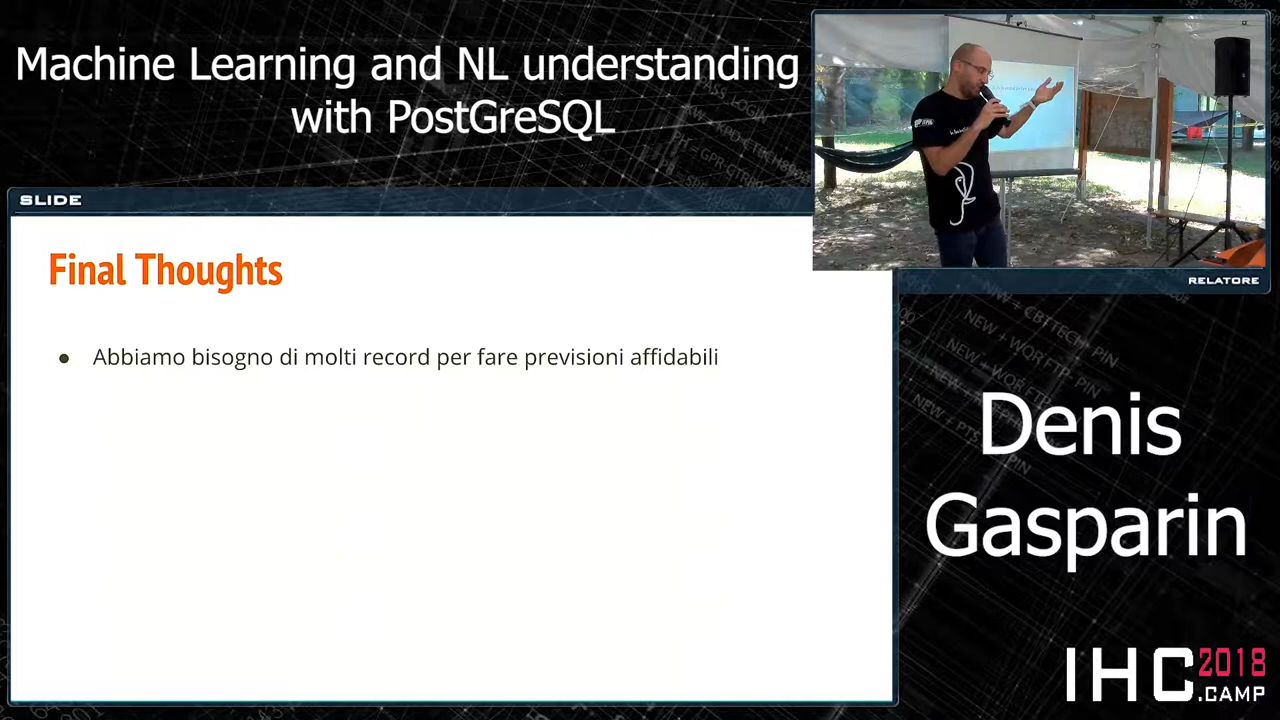 Machine Learning and NL understanding
with PostGreSQL
SLIDE
Final Thoughts
● Abbiamo bisogno di molti record per fare previsioni affidabili
RELATORE
Denis
Gasparin
IHC 2018
.CAMP